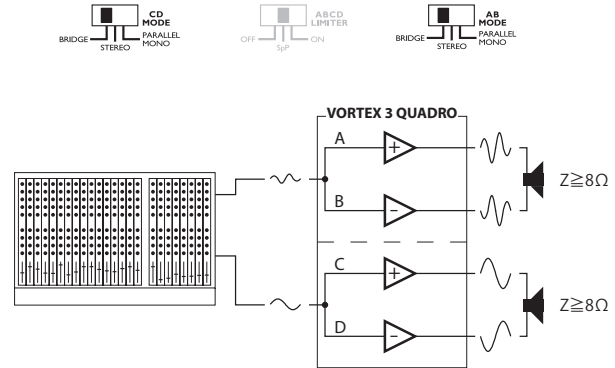 CD
MODE
BRIDGE
STEREO
PARALLEL
MONO
ABCD
LIMITER
OFF
SpP
ON
AB
MODE
BRIDGE
STEREO
PARALLEL
MONO
VORTEX 3 QUADRO
A
+
B
-
Z≧8Ω
C
+
D
-
Z≧8Ω